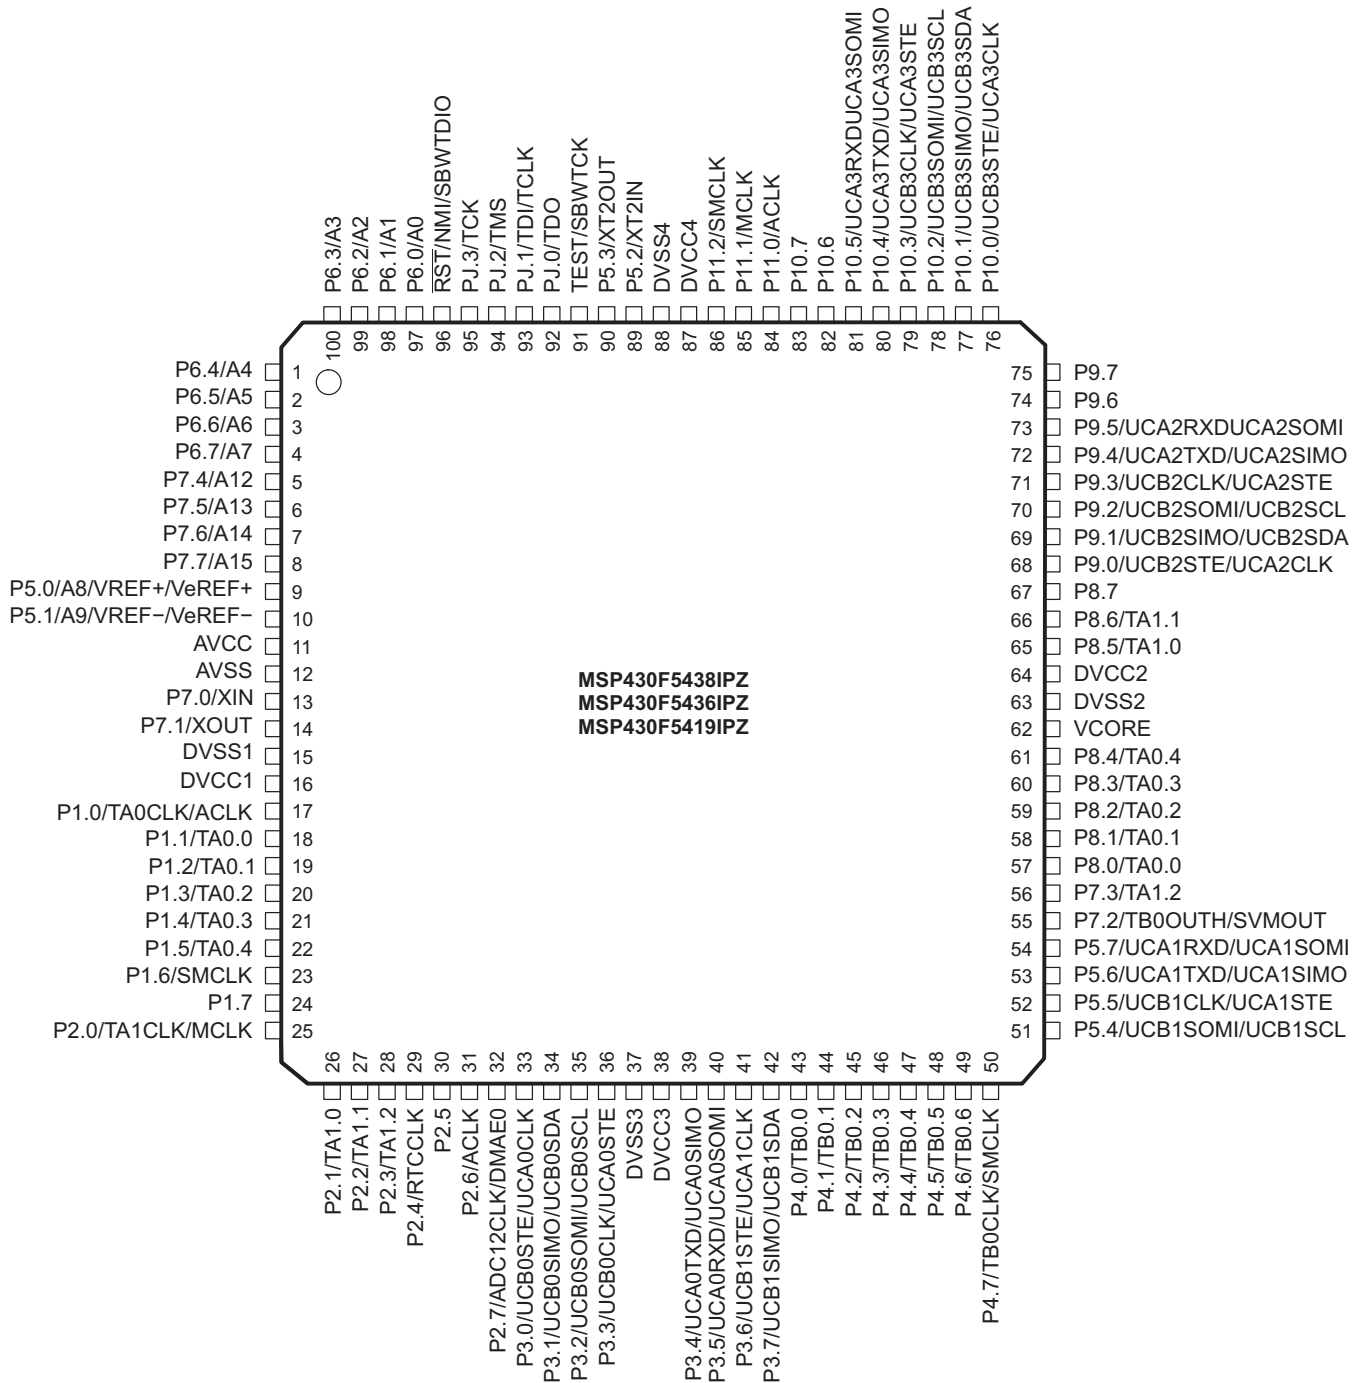 P6.3/A3
P6.2/A2
P6.1/A1
P6.0/A0
RST/NMI/SBWTDIO
PJ.3/TCK
PJ.2/TMS
PJ.1/TDI/TCLK
PJ.0/TDO
TEST/SBWTCK
P5.3/XT2OUT
P5.2/XT2IN
DVSS4
DVCC4
P11.2/SMCLK
P11.1/MCLK
P11.0/ACLK
P10.7
P10.6
P10.5/UCA3RXDUCA3SOMI
P10.4/UCA3TXD/UCA3SIMO
P10.3/UCB3CLK/UCA3STE
P10.2/UCB3SOMI/UCB3SCL
P10.1/UCB3SIMO/UCB3SDA
P10.0/UCB3STE/UCA3CLK
100
99
98
97
96
95
94
93
92
91
90
89
88
87
86
85
84
83
82
81
80
79
78
77
76
P6.4/A4 1
P6.5/A5 2
P6.6/A6 3
P6.7/A7 4
P7.4/A12 5
P7.5/A13 6
P7.6/A14 7
P7.7/A15 8
P5.0/A8/VREF+/VeREF+ 9
P5.1/A9/VREF−/VeREF− 10
AVCC 11
AVSS 12
P7.0/XIN 13
P7.1/XOUT 14
DVSS1 15
DVCC1 16
P1.0/TA0CLK/ACLK 17
P1.1/TA0.0 18
P1.2/TA0.1 19
P1.3/TA0.2 20
P1.4/TA0.3 21
P1.5/TA0.4 22
P1.6/SMCLK 23
P1.7 24
P2.0/TA1CLK/MCLK 25
MSP430F5438IPZ
MSP430F5436IPZ
MSP430F5419IPZ
75 P9.7
74 P9.6
73 P9.5/UCA2RXDUCA2SOMI
72 P9.4/UCA2TXD/UCA2SIMO
71 P9.3/UCB2CLK/UCA2STE
70 P9.2/UCB2SOMI/UCB2SCL
69 P9.1/UCB2SIMO/UCB2SDA
68 P9.0/UCB2STE/UCA2CLK
67 P8.7
66 P8.6/TA1.1
65 P8.5/TA1.0
64 DVCC2
63 DVSS2
62 VCORE
61 P8.4/TA0.4
60 P8.3/TA0.3
59 P8.2/TA0.2
58 P8.1/TA0.1
57 P8.0/TA0.0
56 P7.3/TA1.2
55 P7.2/TB0OUTH/SVMOUT
54 P5.7/UCA1RXD/UCA1SOMI
53 P5.6/UCA1TXD/UCA1SIMO
52 P5.5/UCB1CLK/UCA1STE
51 P5.4/UCB1SOMI/UCB1SCL
26
27
28
29
30
31
32
33
34
35
36
37
38
39
40
41
42
43
44
45
46
47
48
49
50
P2.1/TA1.0
P2.2/TA1.1
P2.3/TA1.2
P2.4/RTCCLK
P2.5
P2.6/ACLK
P2.7/ADC12CLK/DMAE0
P3.0/UCB0STE/UCA0CLK
P3.1/UCB0SIMO/UCB0SDA
P3.2/UCB0SOMI/UCB0SCL
P3.3/UCB0CLK/UCA0STE
DVSS3
DVCC3
P3.4/UCA0TXD/UCA0SIMO
P3.5/UCA0RXD/UCA0SOMI
P3.6/UCB1STE/UCA1CLK
P3.7/UCB1SIMO/UCB1SDA
P4.0/TB0.0
P4.1/TB0.1
P4.2/TB0.2
P4.3/TB0.3
P4.4/TB0.4
P4.5/TB0.5
P4.6/TB0.6
P4.7/TB0CLK/SMCLK